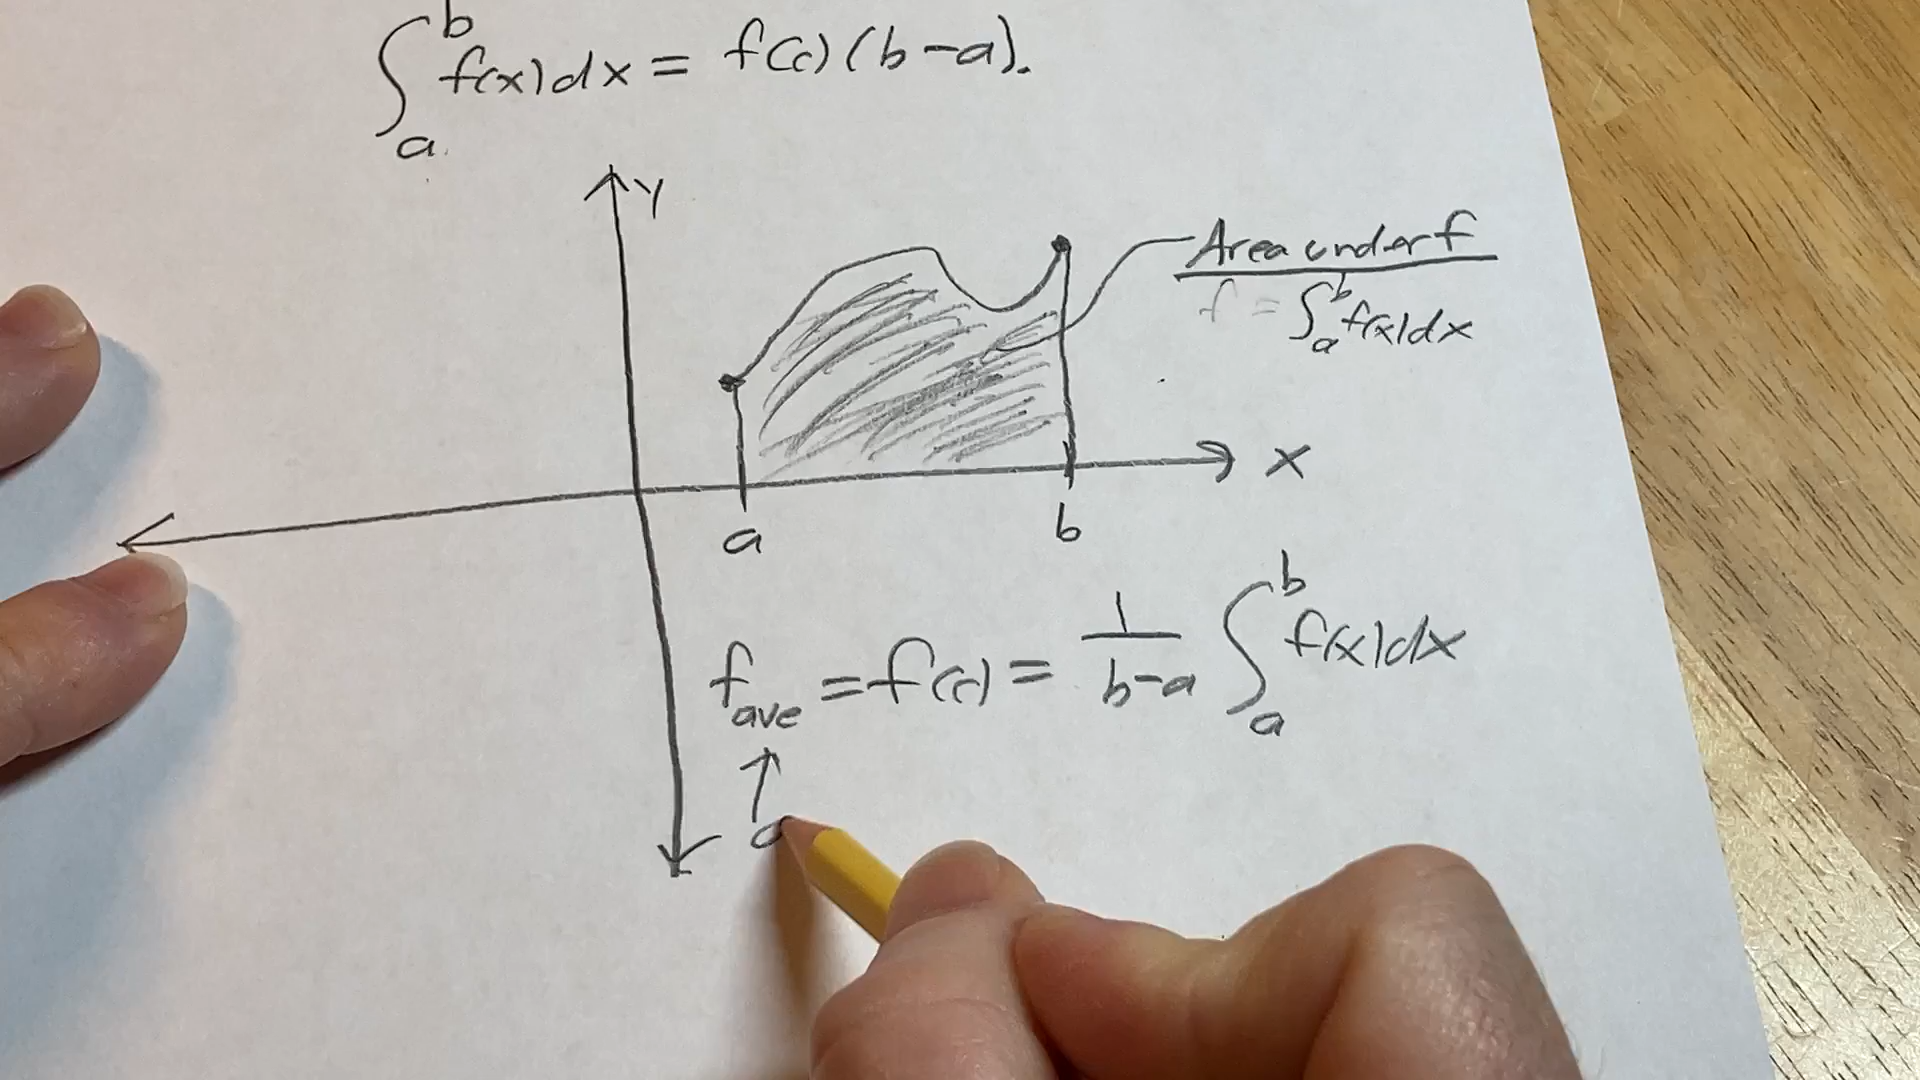 ∫_a^b f(x)dx = f(c)(b-a).
Y
Area under f
f = ∫_a^b f(x)dx
X
a b
f_ave = f(c) = 1/(b-a) ∫_a^b f(x)dx